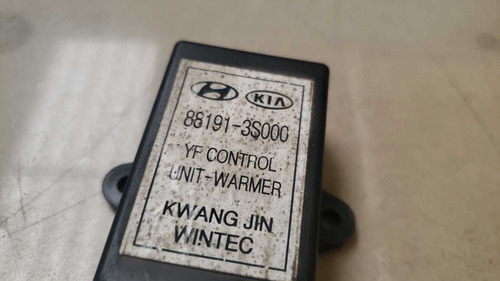 KIA
88191-3S000
YF CONTROL
UNIT-WARMER
KWANG JIN
WINTEC